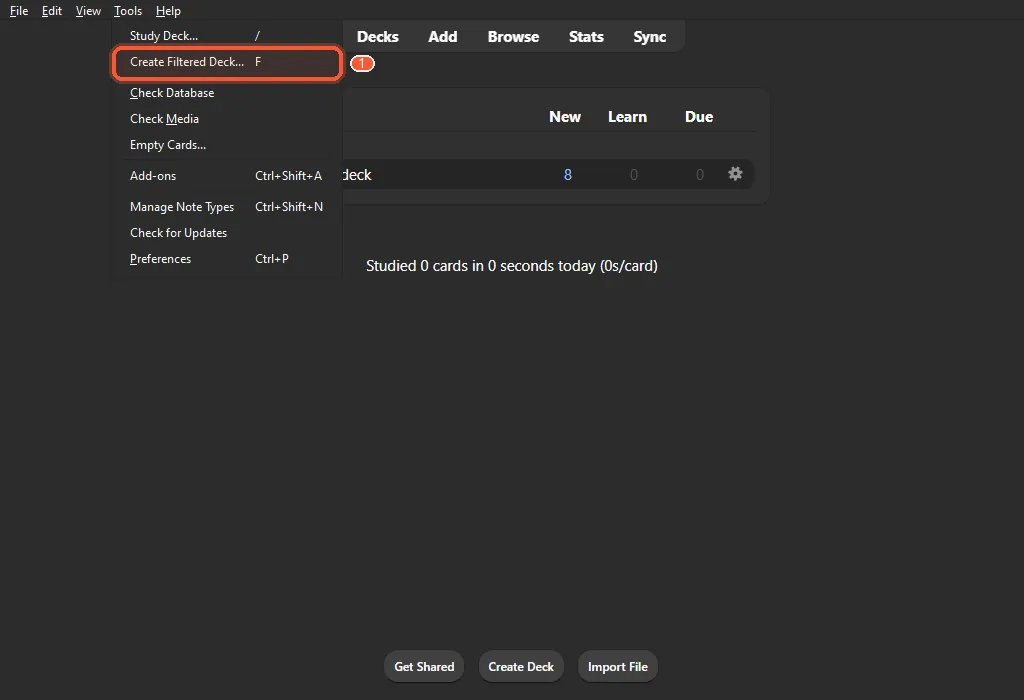 File Edit View Tools Help
Study Deck... /
Create Filtered Deck... F
Check Database
Check Media
Empty Cards...
Add-ons Ctrl+Shift+A
Manage Note Types Ctrl+Shift+N
Check for Updates
Preferences Ctrl+P
Decks Add Browse Stats Sync
1
New Learn Due
deck 8 0 0
Studied 0 cards in 0 seconds today (0s/card)
Get Shared Create Deck Import File